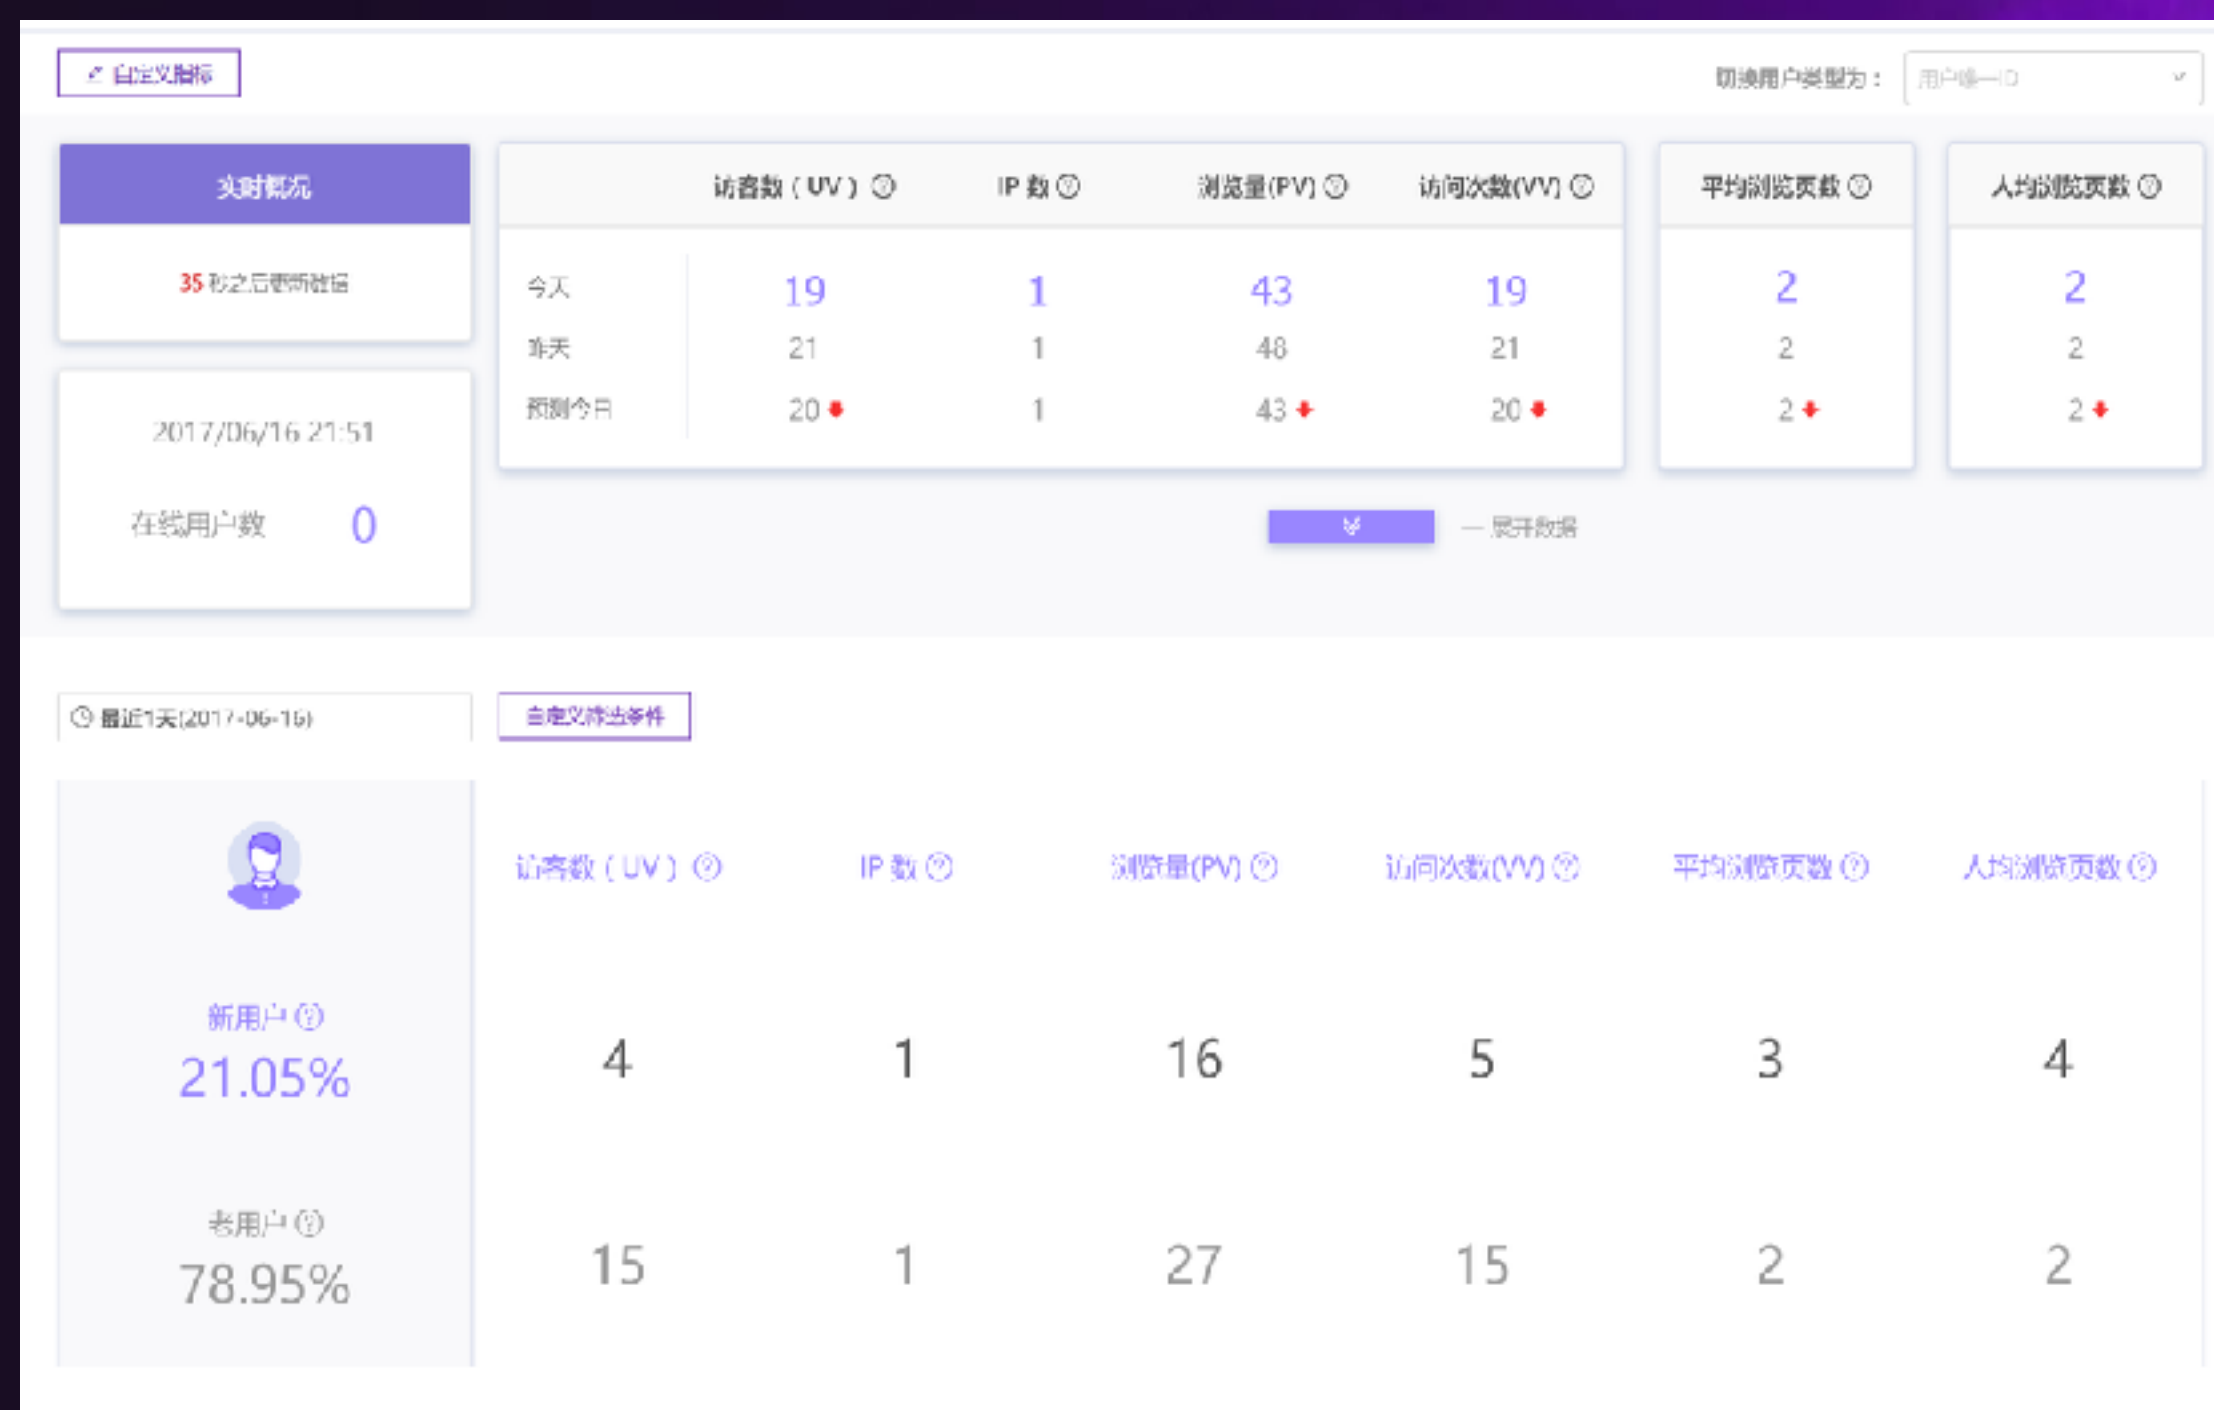 自定义指标
切换用户类型为： 用户唯一ID
实时概况
35 秒之后更新数据
2017/06/16 21:51
在线用户数 0
访客数 ( UV ) IP 数 浏览量(PV) 访问次数(VV) 平均浏览页数 人均浏览页数
今天 19 1 43 19 2 2
昨天 21 1 48 21 2 2
预测今日 20 1 43 20 2 2
— 展开数据
最近1天(2017-06-16) 自定义筛选条件
访客数 ( UV ) IP 数 浏览量(PV) 访问次数(VV) 平均浏览页数 人均浏览页数
新用户
21.05% 4 1 16 5 3 4
老用户
78.95% 15 1 27 15 2 2